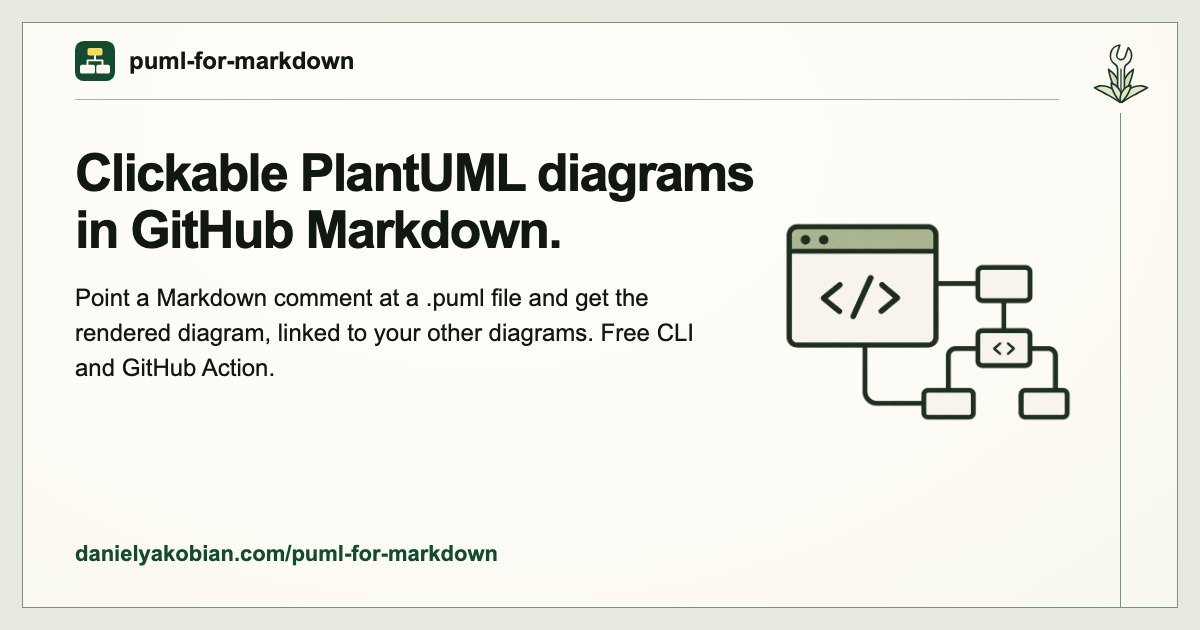 puml-for-markdown
Clickable PlantUML diagrams
in GitHub Markdown.
Point a Markdown comment at a .puml file and get the
rendered diagram, linked to your other diagrams. Free CLI
and GitHub Action.
</>
<>
danielyakobian.com/puml-for-markdown